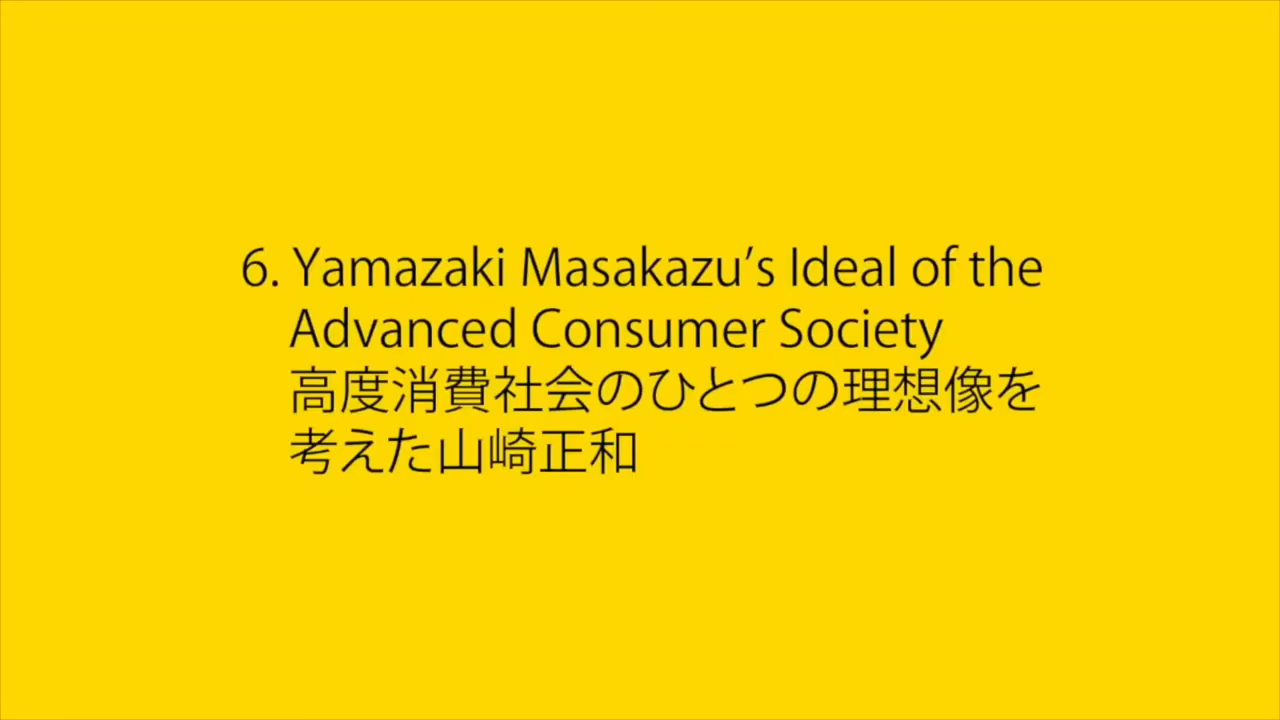 6. Yamazaki Masakazu’s Ideal of the
Advanced Consumer Society
高度消費社会のひとつの理想像を
考えた山崎正和